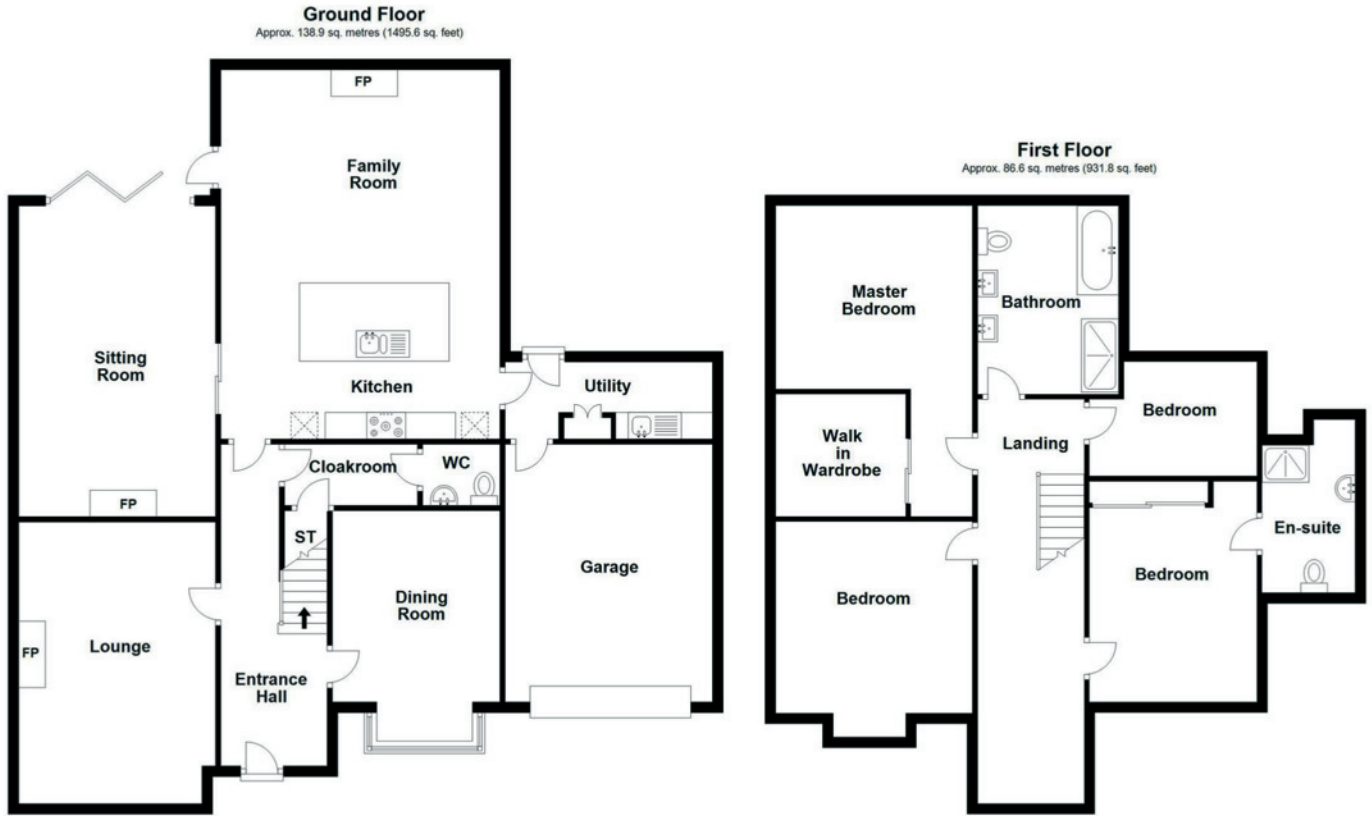 Ground Floor
Approx. 138.9 sq. metres (1495.6 sq. feet)
FP
Family
Room
Sitting
Room
Kitchen
Utility
Cloakroom
WC
FP
ST
Garage
Dining
Room
Lounge
FP
Entrance
Hall
First Floor
Approx. 86.6 sq. metres (931.8 sq. feet)
Master
Bedroom
Bathroom
Bedroom
Walk
in
Wardrobe
Landing
En-suite
Bedroom
Bedroom